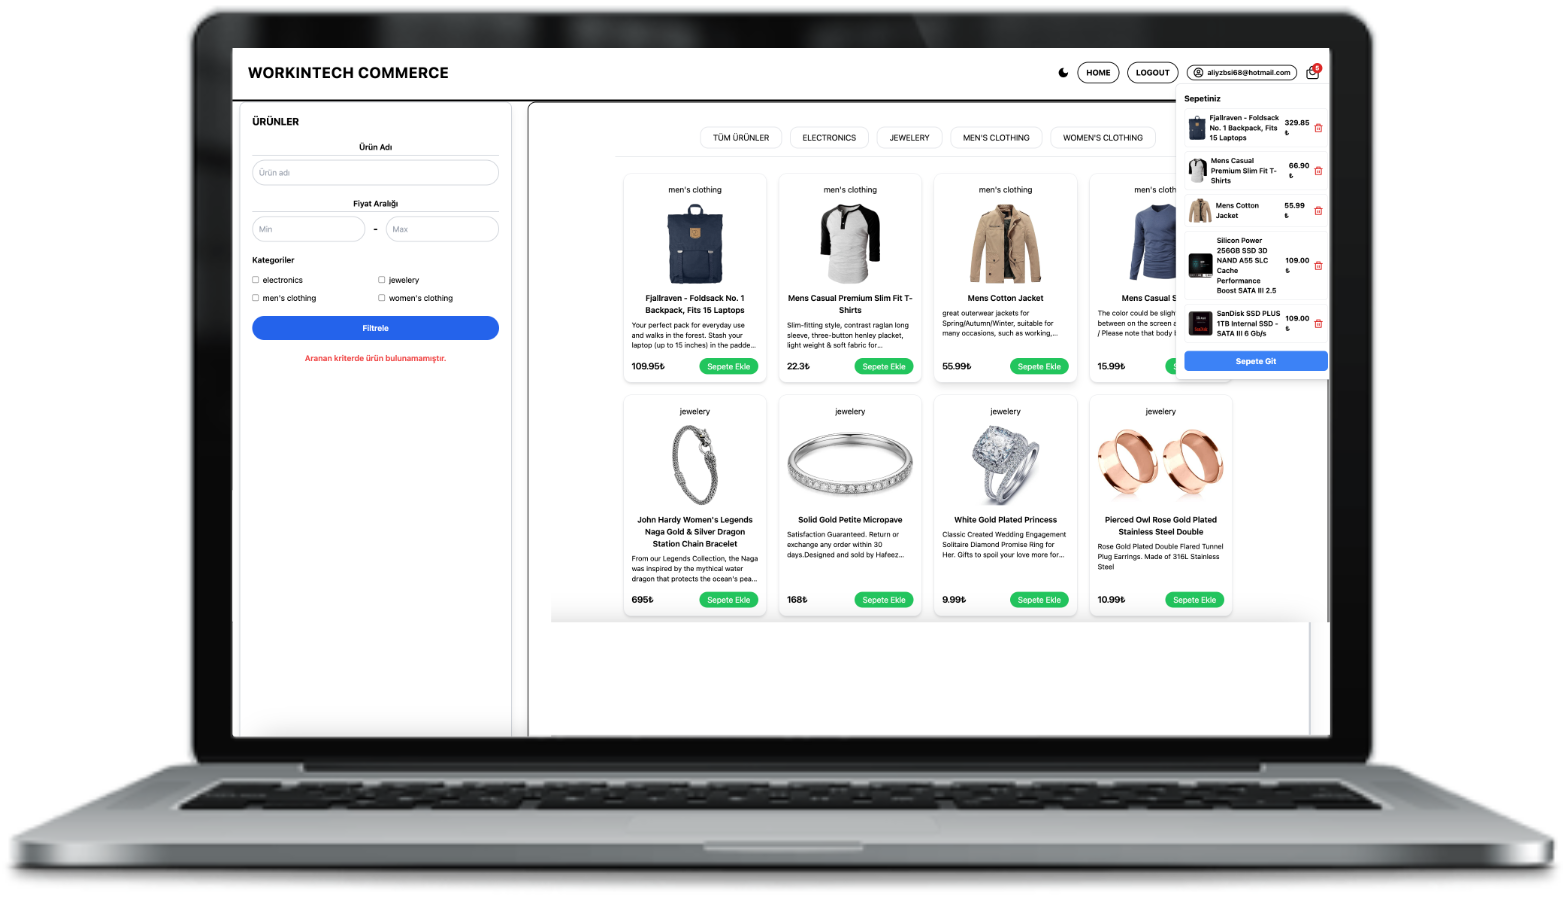 WORKINTECH COMMERCE
HOME
LOGOUT
aliyzbsi68@hotmail.com
5
ÜRÜNLER
Ürün Adı
Ürün adı
Fiyat Aralığı
Min
-
Max
Kategoriler
electronics
jewelery
men's clothing
women's clothing
Filtrele
Aranan kriterde ürün bulunamamıştır.
TÜM ÜRÜNLER
ELECTRONICS
JEWELERY
MEN'S CLOTHING
WOMEN'S CLOTHING
men's clothing
Fjallraven - Foldsack No. 1
Backpack, Fits 15 Laptops
Your perfect pack for everyday use
and walks in the forest. Stash your
laptop (up to 15 inches) in the padde...
109.95₺
Sepete Ekle
men's clothing
Mens Casual Premium Slim Fit T-
Shirts
Slim-fitting style, contrast raglan long
sleeve, three-button henley placket,
light weight & soft fabric for...
22.3₺
Sepete Ekle
men's clothing
Mens Cotton Jacket
great outerwear jackets for
Spring/Autumn/Winter, suitable for
many occasions, such as working,...
55.99₺
Sepete Ekle
men's cloth
Mens Casual S
The color could be sligh
between on the screen a
/ Please note that body b
15.99₺
jewelery
John Hardy Women's Legends
Naga Gold & Silver Dragon
Station Chain Bracelet
From our Legends Collection, the Naga
was inspired by the mythical water
dragon that protects the ocean's pea...
695₺
Sepete Ekle
jewelery
Solid Gold Petite Micropave
Satisfaction Guaranteed. Return or
exchange any order within 30
days.Designed and sold by Hafeez...
168₺
Sepete Ekle
jewelery
White Gold Plated Princess
Classic Created Wedding Engagement
Solitaire Diamond Promise Ring for
Her. Gifts to spoil your love more for...
9.99₺
Sepete Ekle
jewelery
Pierced Owl Rose Gold Plated
Stainless Steel Double
Rose Gold Plated Double Flared Tunnel
Plug Earrings. Made of 316L Stainless
Steel
10.99₺
Sepete Ekle
Sepetiniz
Fjallraven - Foldsack
No. 1 Backpack, Fits
15 Laptops
329.85
₺
Mens Casual
Premium Slim Fit T-
Shirts
66.90
₺
Mens Cotton
Jacket
55.99
₺
Silicon Power
256GB SSD 3D
NAND A55 SLC
Cache
Performance
Boost SATA III 2.5
109.00
₺
SanDisk SSD PLUS
1TB Internal SSD -
SATA III 6 Gb/s
109.00
₺
Sepete Git